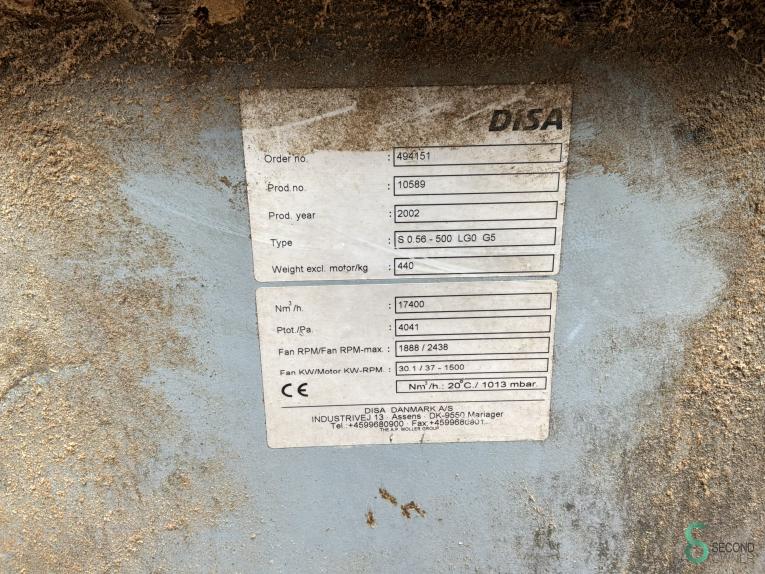 DISA
Order no. : 494151
Prod.no. : 10589
Prod. year : 2002
Type : S 0.56 - 500 LG0 G5
Weight excl. motor/kg : 440
Nm³/h. : 17400
Ptot./Pa. : 4041
Fan RPM/Fan RPM-max. : 1888 / 2438
Fan KW/Motor KW-RPM. : 30.1 / 37 - 1500
CE Nm³/h.: 20°C./ 1013 mbar.
DISA DANMARK A/S
INDUSTRIVEJ 13 · Assens · DK-9550 Mariager
Tel.:+4599680900 · Fax:+4599680801
THE A.P. MOLLER GROUP
SECOND